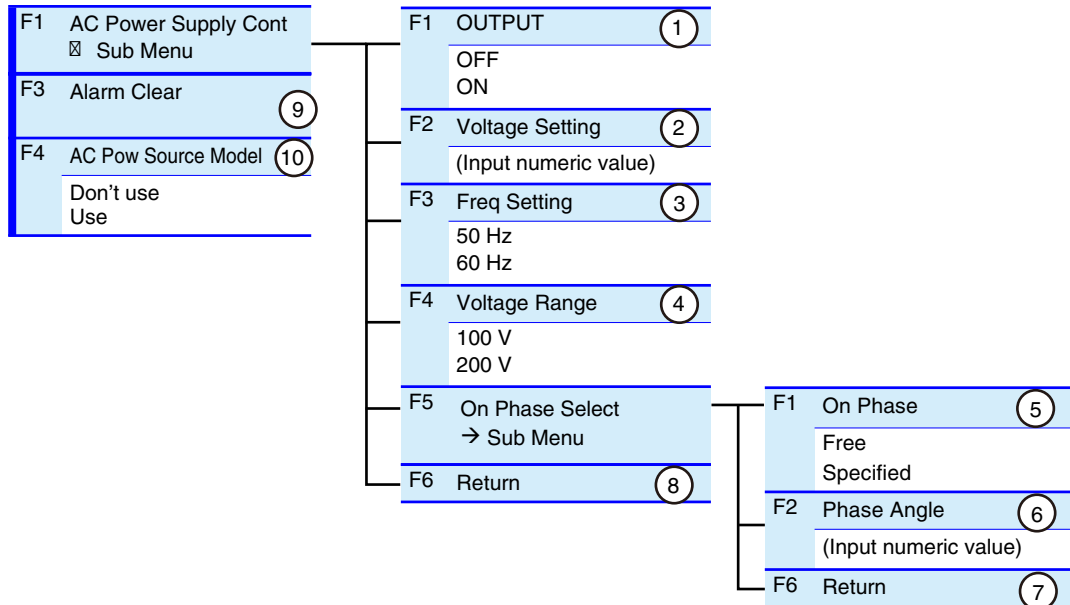 F1 AC Power Supply Cont
Sub Menu
F3 Alarm Clear 9
F4 AC Pow Source Model 10
Don't use
Use
F1 OUTPUT 1
OFF
ON
F2 Voltage Setting 2
(Input numeric value)
F3 Freq Setting 3
50 Hz
60 Hz
F4 Voltage Range 4
100 V
200 V
F5 On Phase Select
→ Sub Menu
F6 Return 8
F1 On Phase 5
Free
Specified
F2 Phase Angle 6
(Input numeric value)
F6 Return 7